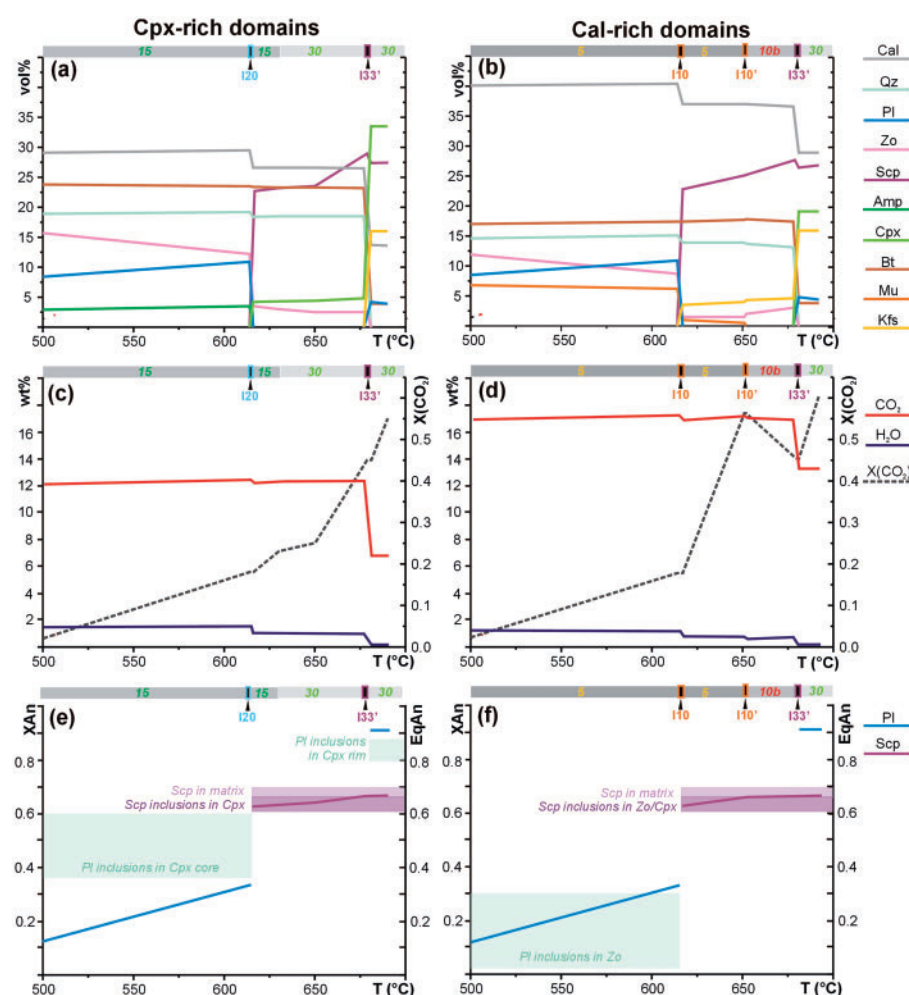 Cpx-rich domains
Cal-rich domains
15 15 30 30
I20 I33'
5 5 10b 30
I10 I10' I33'
(a)
vol%
35
30
25
20
15
10
5
500 550 600 650 T (°C)
(b)
vol%
35
30
25
20
15
10
5
500 550 600 650 T (°C)
Cal
Qz
Pl
Zo
Scp
Amp
Cpx
Bt
Mu
Kfs
15 15 30 30
I20 I33'
5 5 10b 30
I10 I10' I33'
(c)
wt%
X(CO₂)
16
14
12
10
8
6
4
2
0.5
0.4
0.3
0.2
0.1
0.0
500 550 600 650 T (°C)
(d)
wt%
X(CO₂)
16
14
12
10
8
6
4
2
0.5
0.4
0.3
0.2
0.1
0.0
500 550 600 650 T (°C)
CO₂
H₂O
X(CO₂)
15 15 30 30
I20 I33'
5 5 10b 30
I10 I10' I33'
(e)
XAn
EqAn
0.8
0.6
0.4
0.2
0.8
0.6
0.4
0.2
Pl inclusions
in Cpx rim
Scp in matrix
Scp inclusions in Cpx
Pl inclusions in Cpx core
500 550 600 650 T (°C)
(f)
XAn
EqAn
0.8
0.6
0.4
0.2
0.8
0.6
0.4
0.2
Scp in matrix
Scp inclusions in Zo/Cpx
Pl inclusions in Zo
500 550 600 650 T (°C)
Pl
Scp